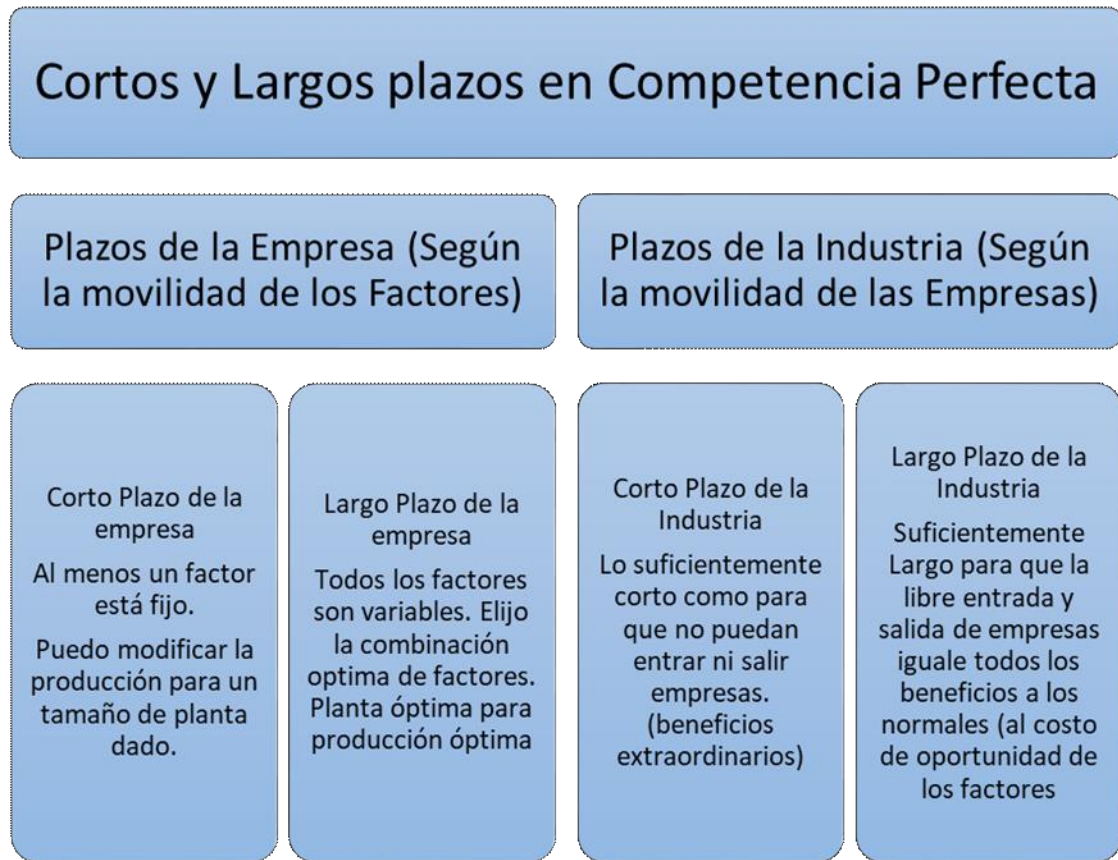 Cortos y Largos plazos en Competencia Perfecta
Plazos de la Empresa (Según
la movilidad de los Factores)
Plazos de la Industria (Según
la movilidad de las Empresas)
Corto Plazo de la
empresa
Al menos un factor
está fijo.
Puedo modificar la
producción para un
tamaño de planta
dado.
Largo Plazo de la
empresa
Todos los factores
son variables. Elijo
la combinación
optima de factores.
Planta óptima para
producción óptima
Corto Plazo de la
Industria
Lo suficientemente
corto como para
que no puedan
entrar ni salir
empresas.
(beneficios
extraordinarios)
Largo Plazo de la
Industria
Suficientemente
Largo para que la
libre entrada y
salida de empresas
iguale todos los
beneficios a los
normales (al costo
de oportunidad de
los factores